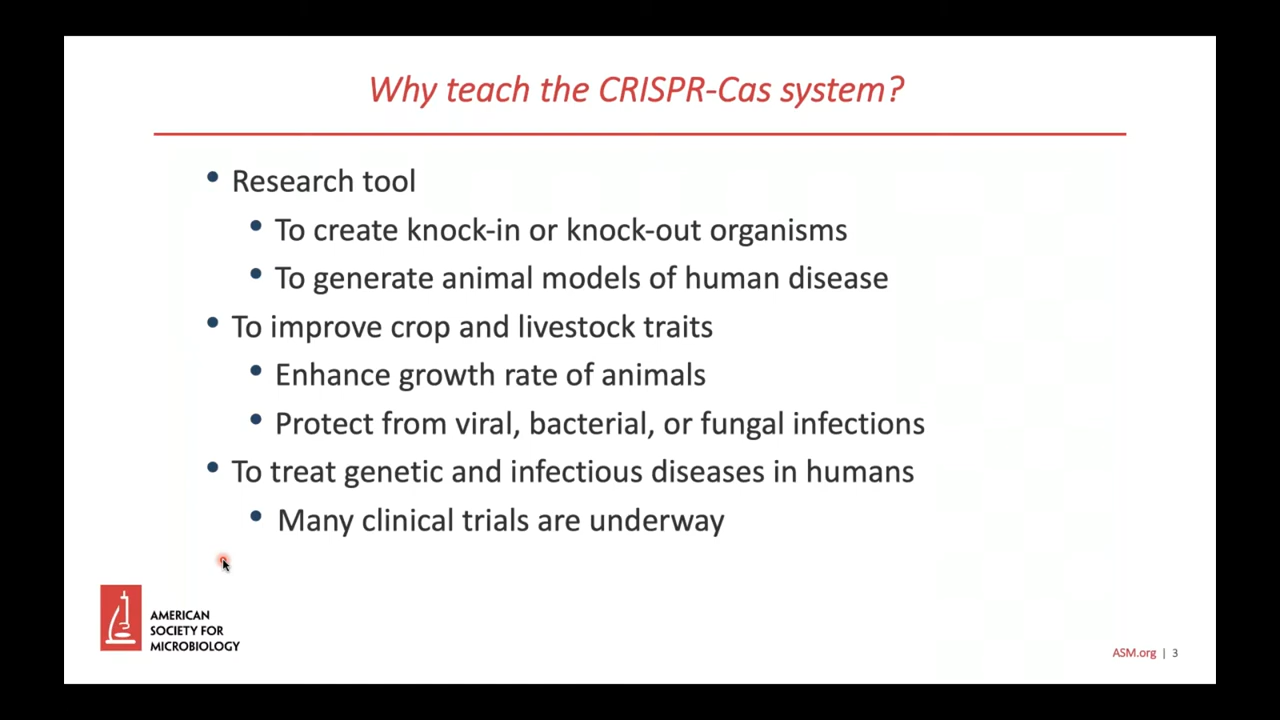 Why teach the CRISPR-Cas system?
• Research tool
• To create knock-in or knock-out organisms
• To generate animal models of human disease
• To improve crop and livestock traits
• Enhance growth rate of animals
• Protect from viral, bacterial, or fungal infections
• To treat genetic and infectious diseases in humans
• Many clinical trials are underway
AMERICAN
SOCIETY FOR
MICROBIOLOGY
ASM.org | 3